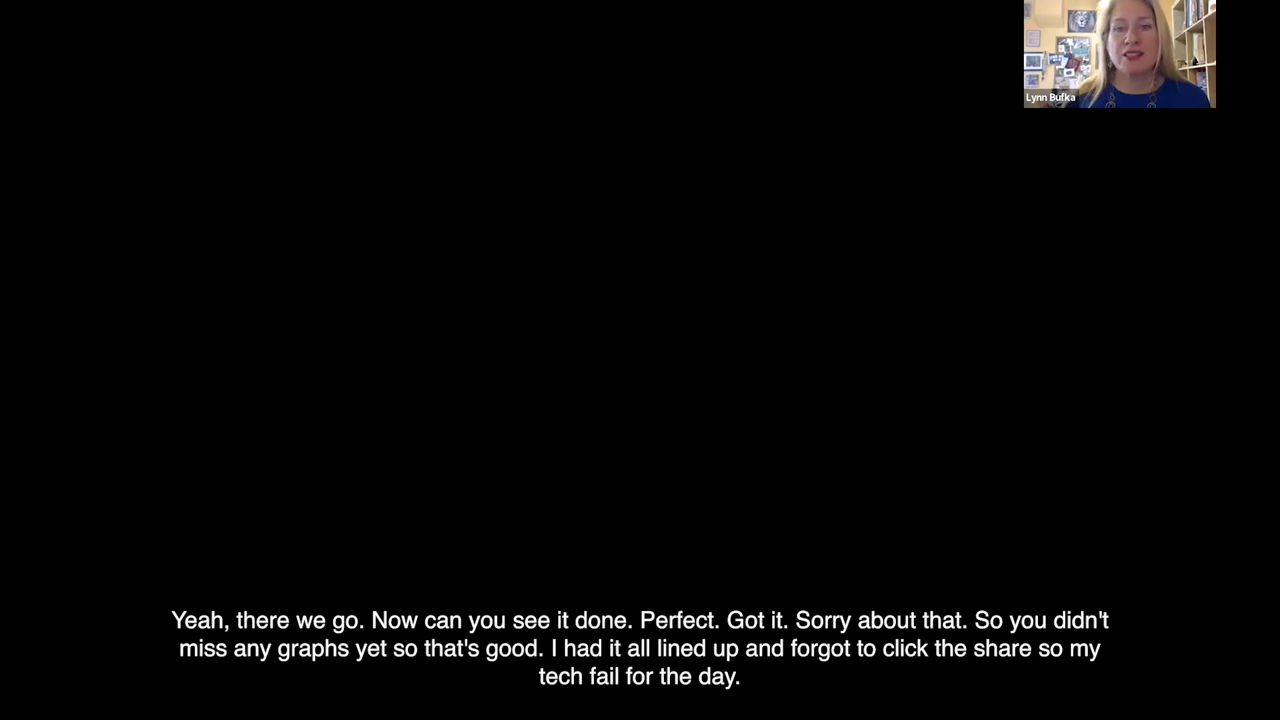 Lynn Bufka
Yeah, there we go. Now can you see it done. Perfect. Got it. Sorry about that. So you didn't
miss any graphs yet so that's good. I had it all lined up and forgot to click the share so my
tech fail for the day.